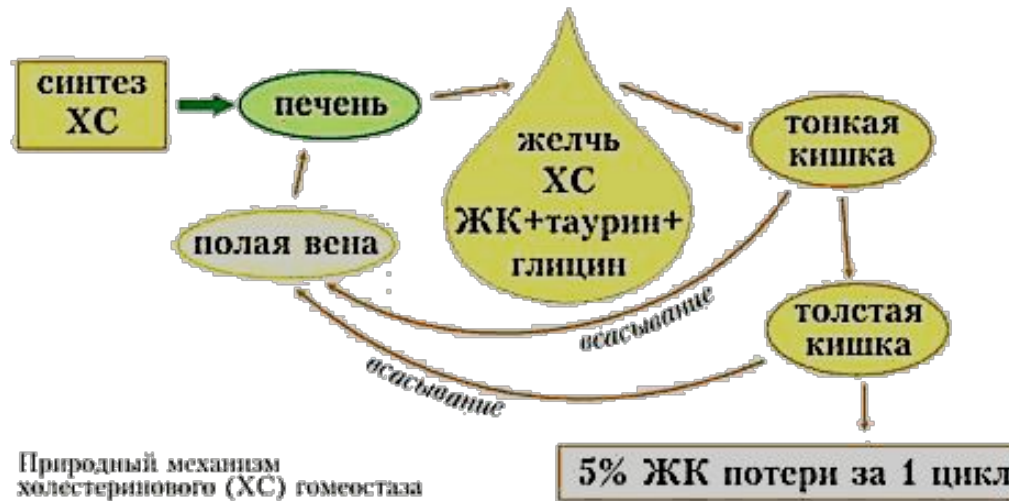 синтез
ХС
печень
желчь
ХС
ЖК+таурин+
глицин
тонкая
кишка
полая вена
всасывание
толстая
кишка
всасывание
5% ЖК потери за 1 цикл
Природный механизм
холестеринового (ХС) гомеостаза